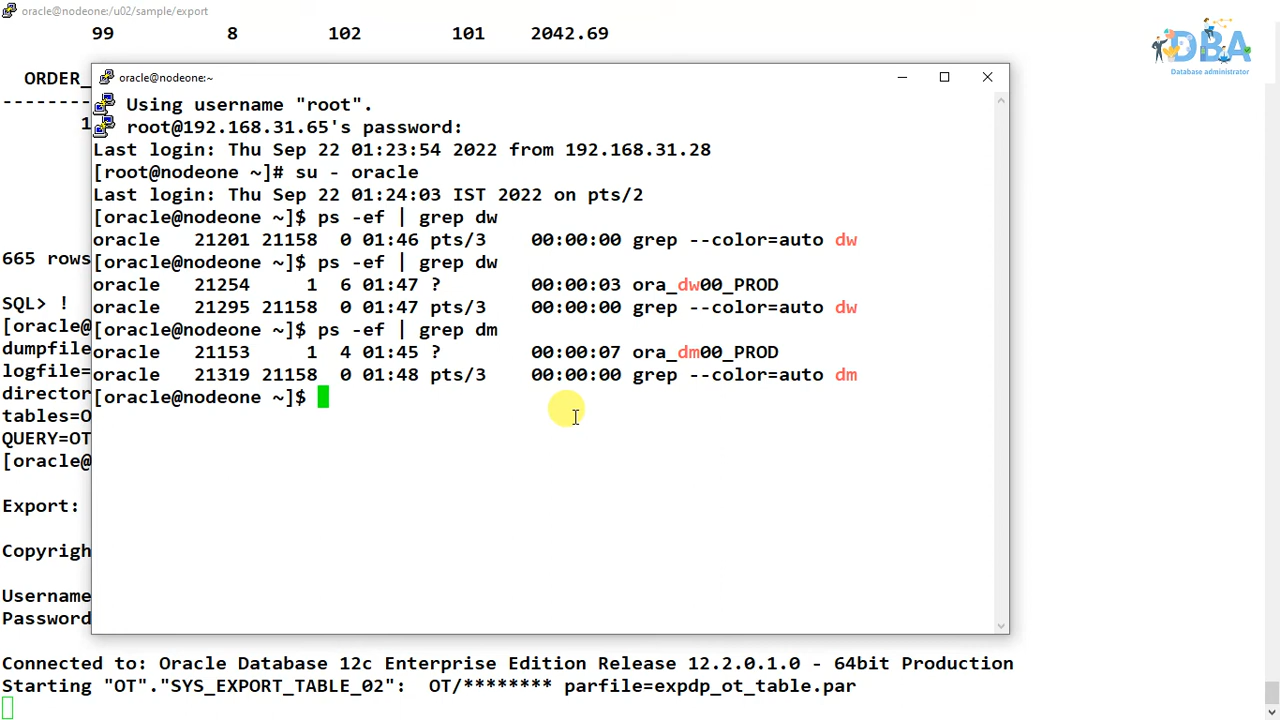 oracle@nodeone:/u02/sample/export
99 8 102 101 2042.69
DBA
Database administrator
ORDER_
oracle@nodeone:~
Using username "root".
root@192.168.31.65's password:
Last login: Thu Sep 22 01:23:54 2022 from 192.168.31.28
[root@nodeone ~]# su - oracle
Last login: Thu Sep 22 01:24:03 IST 2022 on pts/2
[oracle@nodeone ~]$ ps -ef | grep dw
oracle 21201 21158 0 01:46 pts/3 00:00:00 grep --color=auto dw
[oracle@nodeone ~]$ ps -ef | grep dw
oracle 21254 1 6 01:47 ? 00:00:03 ora_dw00_PROD
oracle 21295 21158 0 01:47 pts/3 00:00:00 grep --color=auto dw
[oracle@nodeone ~]$ ps -ef | grep dm
oracle 21153 1 4 01:45 ? 00:00:07 ora_dm00_PROD
oracle 21319 21158 0 01:48 pts/3 00:00:00 grep --color=auto dm
[oracle@nodeone ~]$
----------
1
665 rows
SQL> !
[oracle@
dumpfile
logfile=
director
tables=O
QUERY=OT
[oracle@
Export:
Copyrigh
Username
Password
Connected to: Oracle Database 12c Enterprise Edition Release 12.2.0.1.0 - 64bit Production
Starting "OT"."SYS_EXPORT_TABLE_02": OT/******** parfile=expdp_ot_table.par